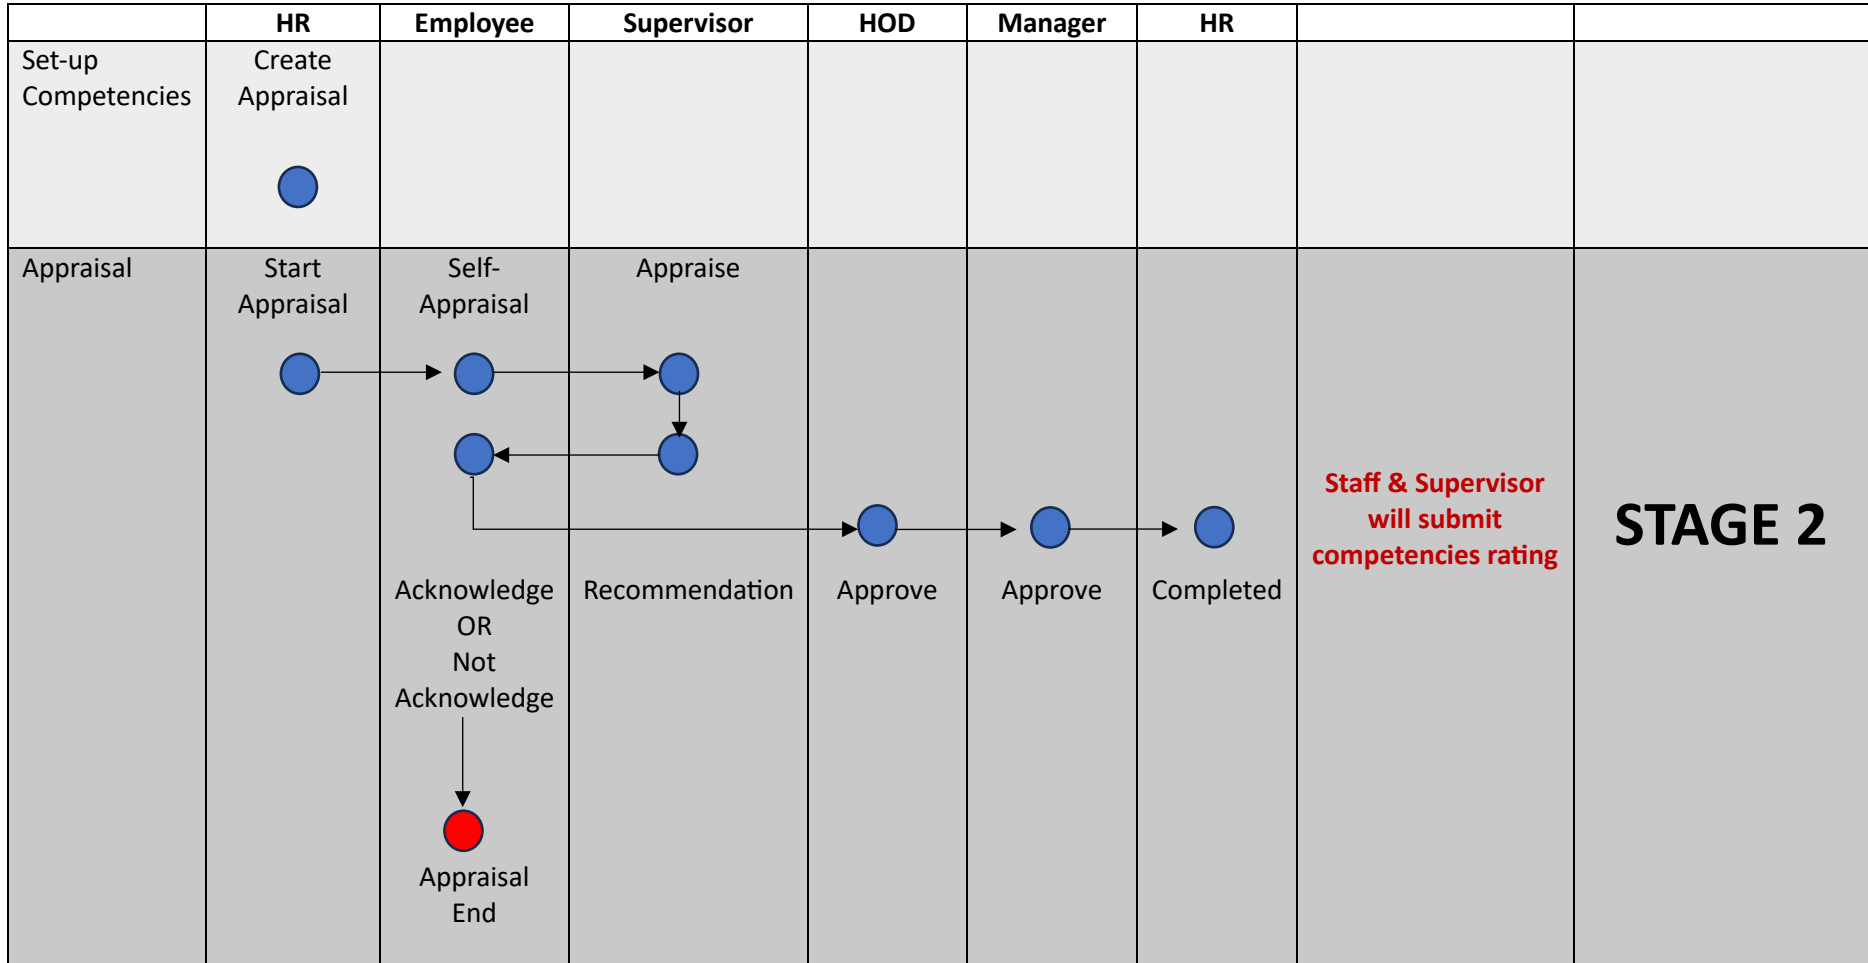 HR
Employee
Supervisor
HOD
Manager
HR
Set-up
Competencies
Create
Appraisal
Appraisal
Start
Appraisal
Self-
Appraisal
Appraise
Acknowledge
OR
Not
Acknowledge
Appraisal
End
Recommendation
Approve
Approve
Completed
Staff & Supervisor
will submit
competencies rating
STAGE 2